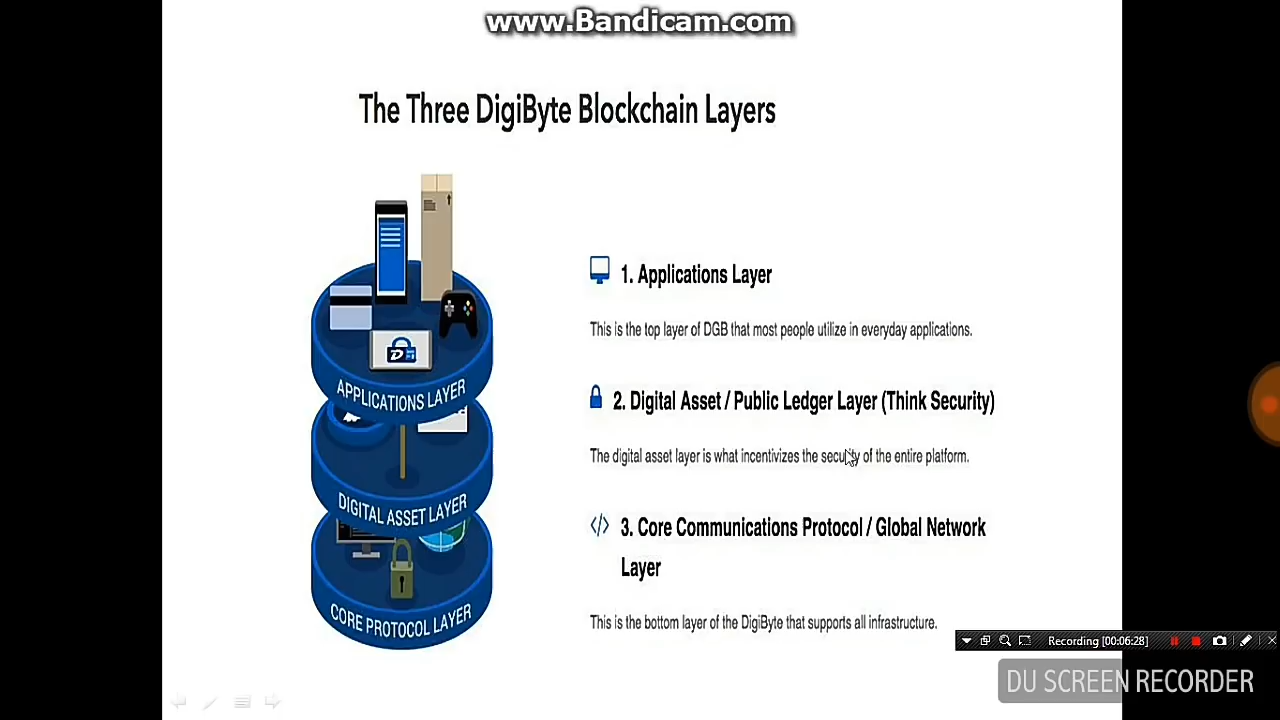 www.Bandicam.com
The Three DigiByte Blockchain Layers
1. Applications Layer
This is the top layer of DGB that most people utilize in everyday applications.
APPLICATIONS LAYER
2. Digital Asset / Public Ledger Layer (Think Security)
The digital asset layer is what incentivizes the security of the entire platform.
DIGITAL ASSET LAYER
3. Core Communications Protocol / Global Network
Layer
This is the bottom layer of the DigiByte that supports all infrastructure.
CORE PROTOCOL LAYER
Recording [00:06:28]
DU SCREEN RECORDER